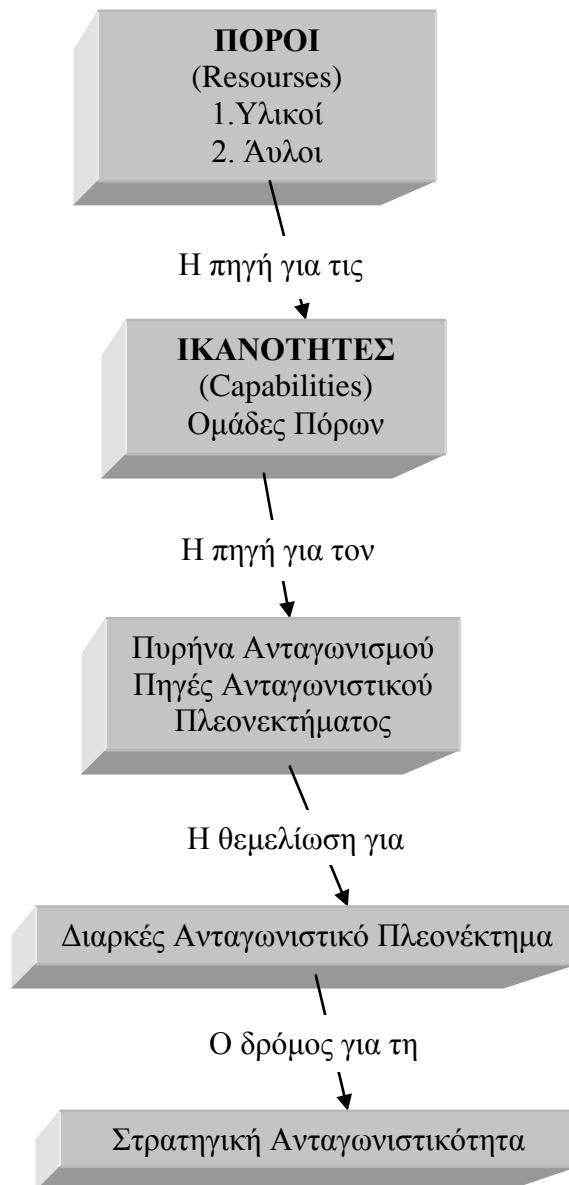 ΠΟΡΟΙ
(Resourses)
1.Υλικοί
2. Άυλοι
Η πηγή για τις
ΙΚΑΝΟΤΗΤΕΣ
(Capabilities)
Ομάδες Πόρων
Η πηγή για τον
Πυρήνα Ανταγωνισμού
Πηγές Ανταγωνιστικού
Πλεονεκτήματος
Η θεμελίωση για
Διαρκές Ανταγωνιστικό Πλεονέκτημα
Ο δρόμος για τη
Στρατηγική Ανταγωνιστικότητα